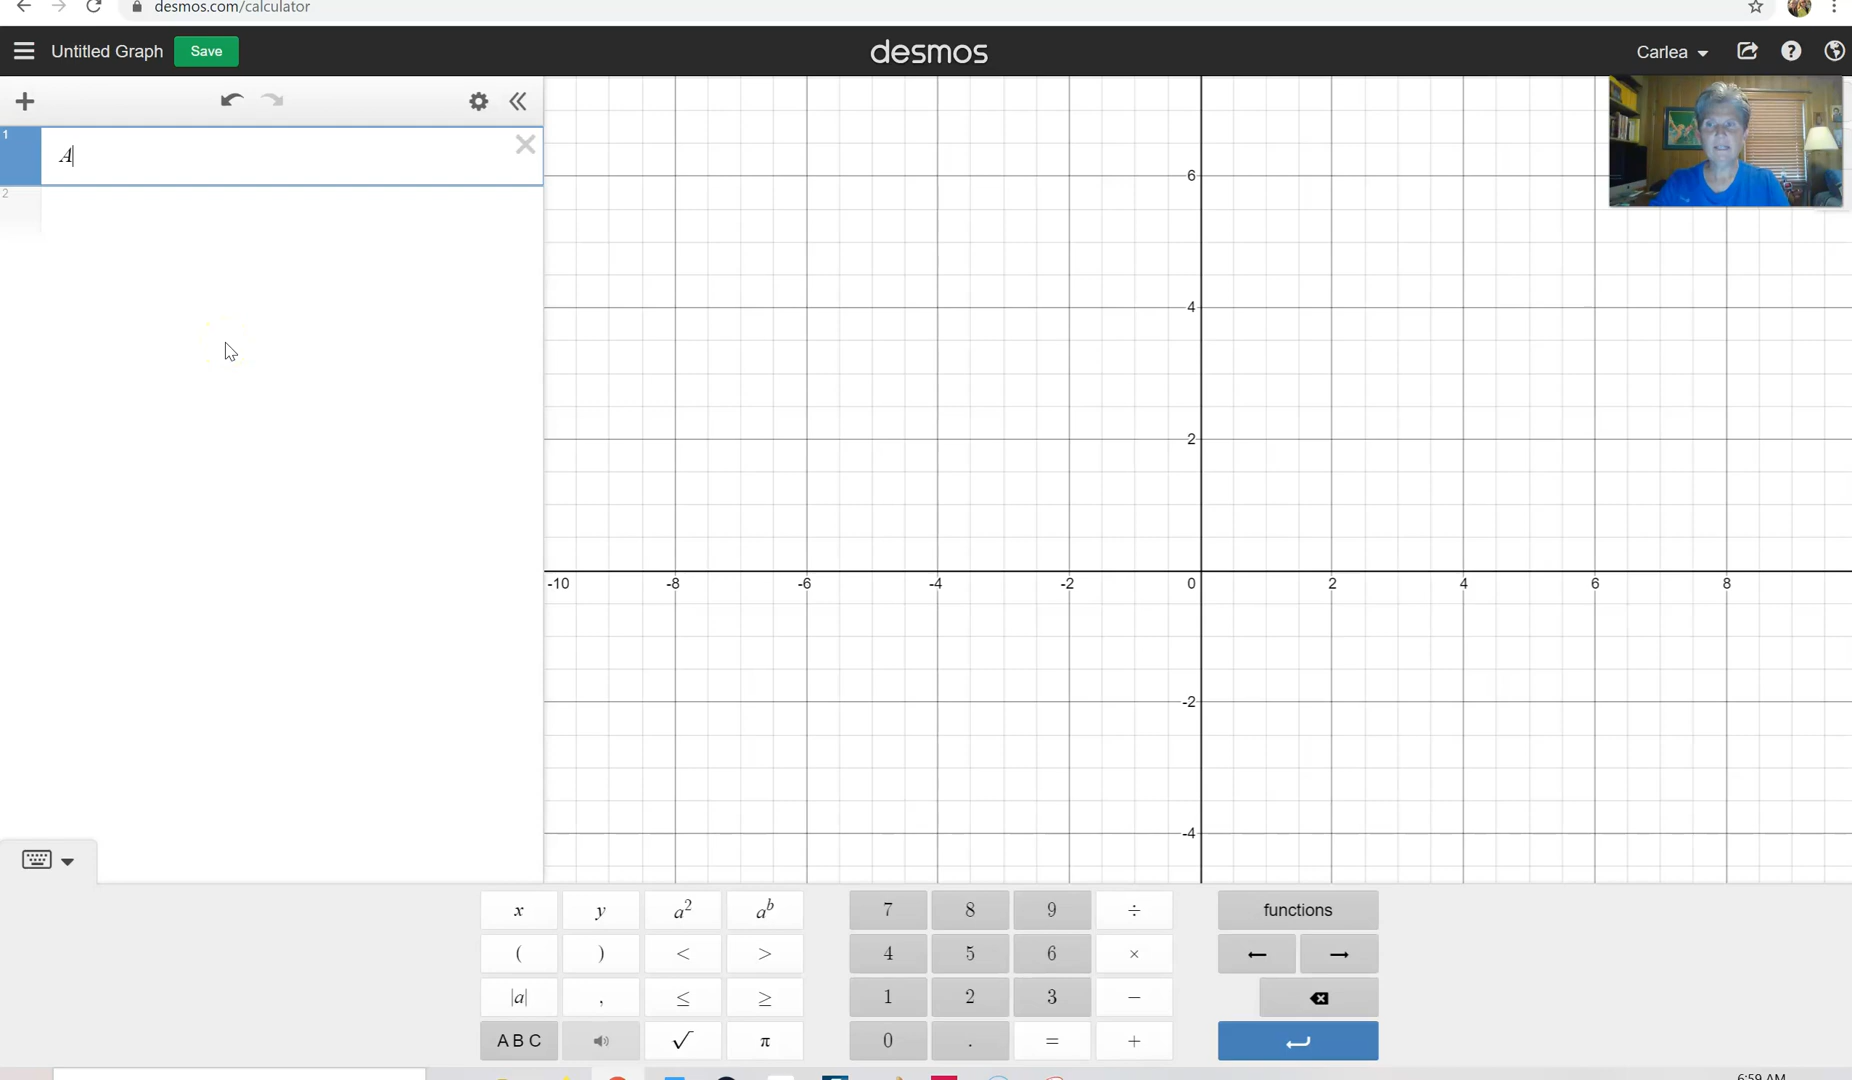 desmos.com/calculator
Untitled Graph Save desmos Carlea ?
1 A
2
6
4
2
-10 -8 -6 -4 -2 0 2 4 6 8
-2
-4
x y a² aᵇ 7 8 9 ÷ functions
( ) < > 4 5 6 × ← →
|a| , ≤ ≥ 1 2 3 −
A B C √ π 0 . = +
6:59 AM